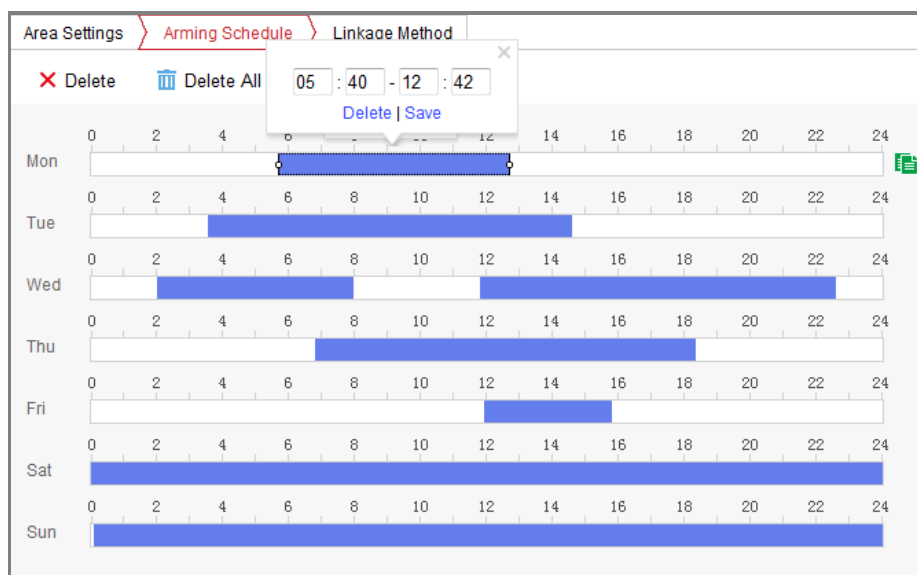 Area Settings Arming Schedule Linkage Method
Delete Delete All
05 : 40 - 12 : 42
Delete | Save
0 2 4 6 12 14 16 18 20 22 24
Mon
0 2 4 6 8 10 12 14 16 18 20 22 24
Tue
0 2 4 6 8 10 12 14 16 18 20 22 24
Wed
0 2 4 6 8 10 12 14 16 18 20 22 24
Thu
0 2 4 6 8 10 12 14 16 18 20 22 24
Fri
0 2 4 6 8 10 12 14 16 18 20 22 24
Sat
0 2 4 6 8 10 12 14 16 18 20 22 24
Sun